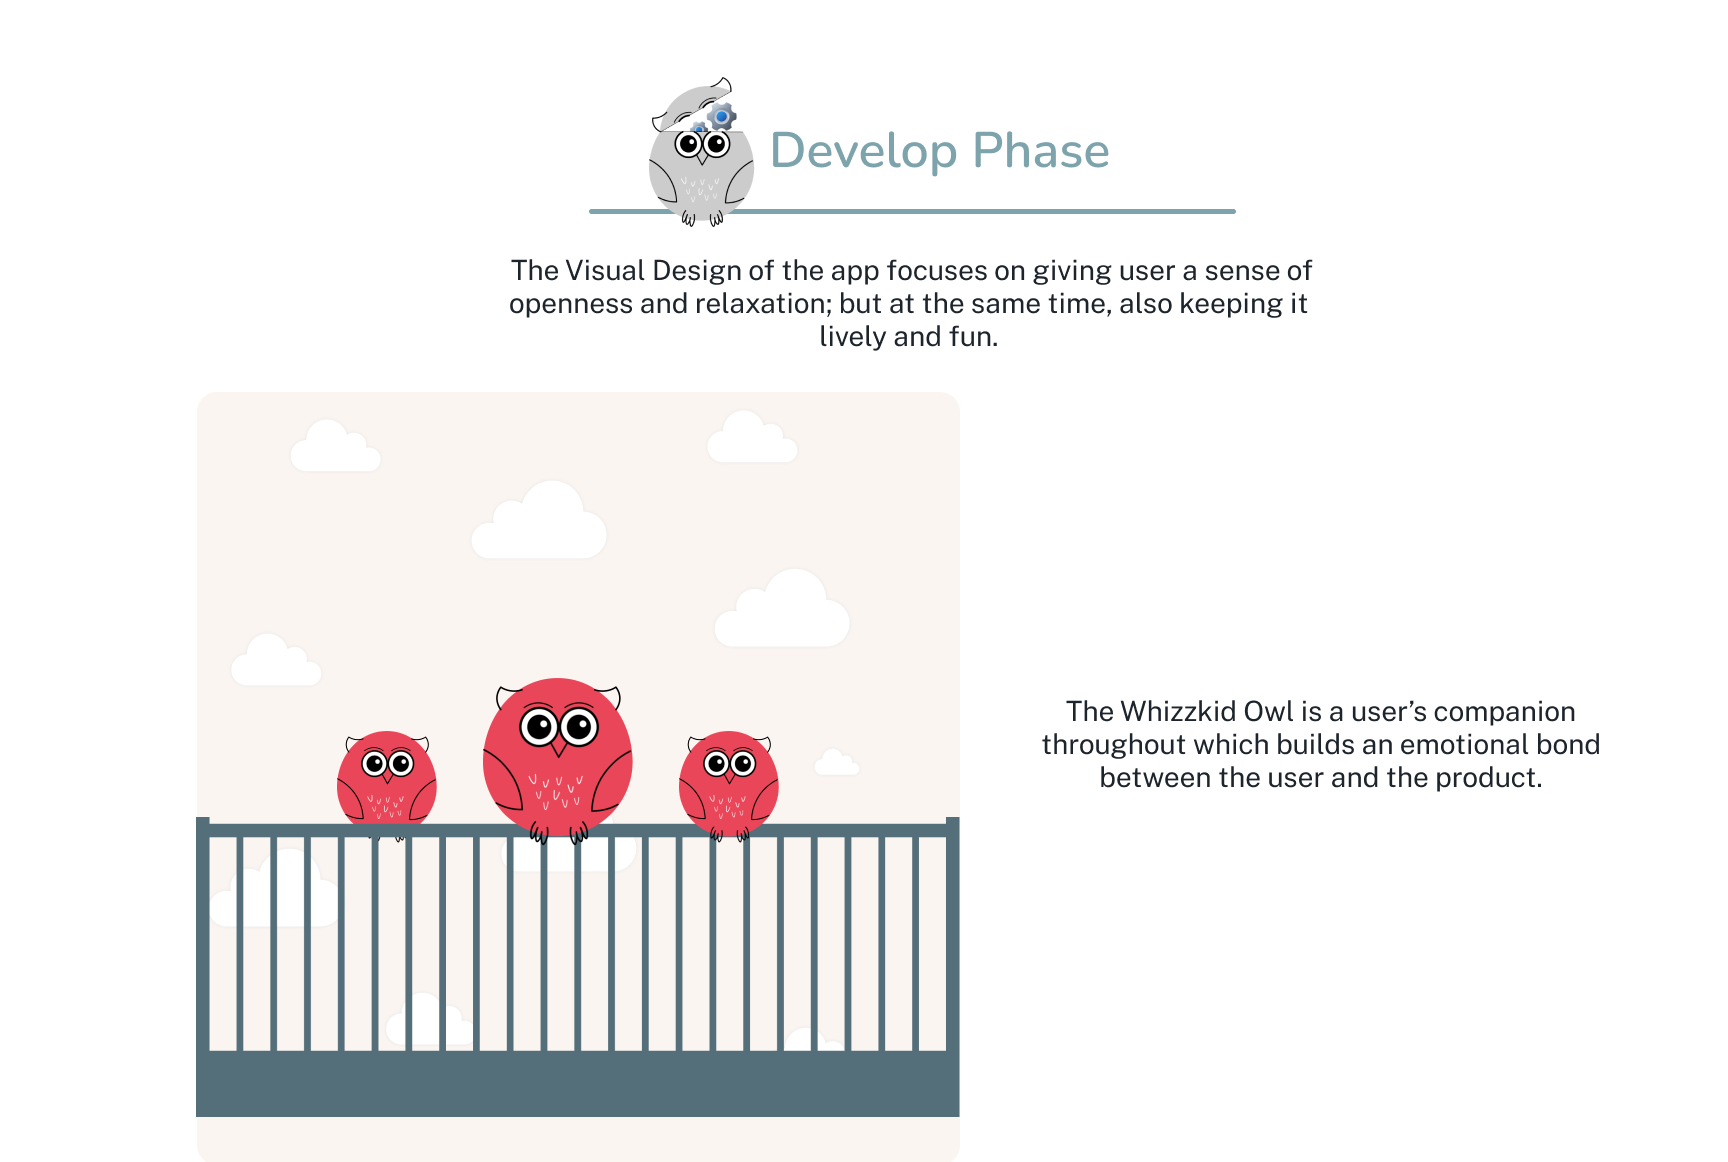 Develop Phase
The Visual Design of the app focuses on giving user a sense of
openness and relaxation; but at the same time, also keeping it
lively and fun.
The Whizzkid Owl is a user’s companion
throughout which builds an emotional bond
between the user and the product.